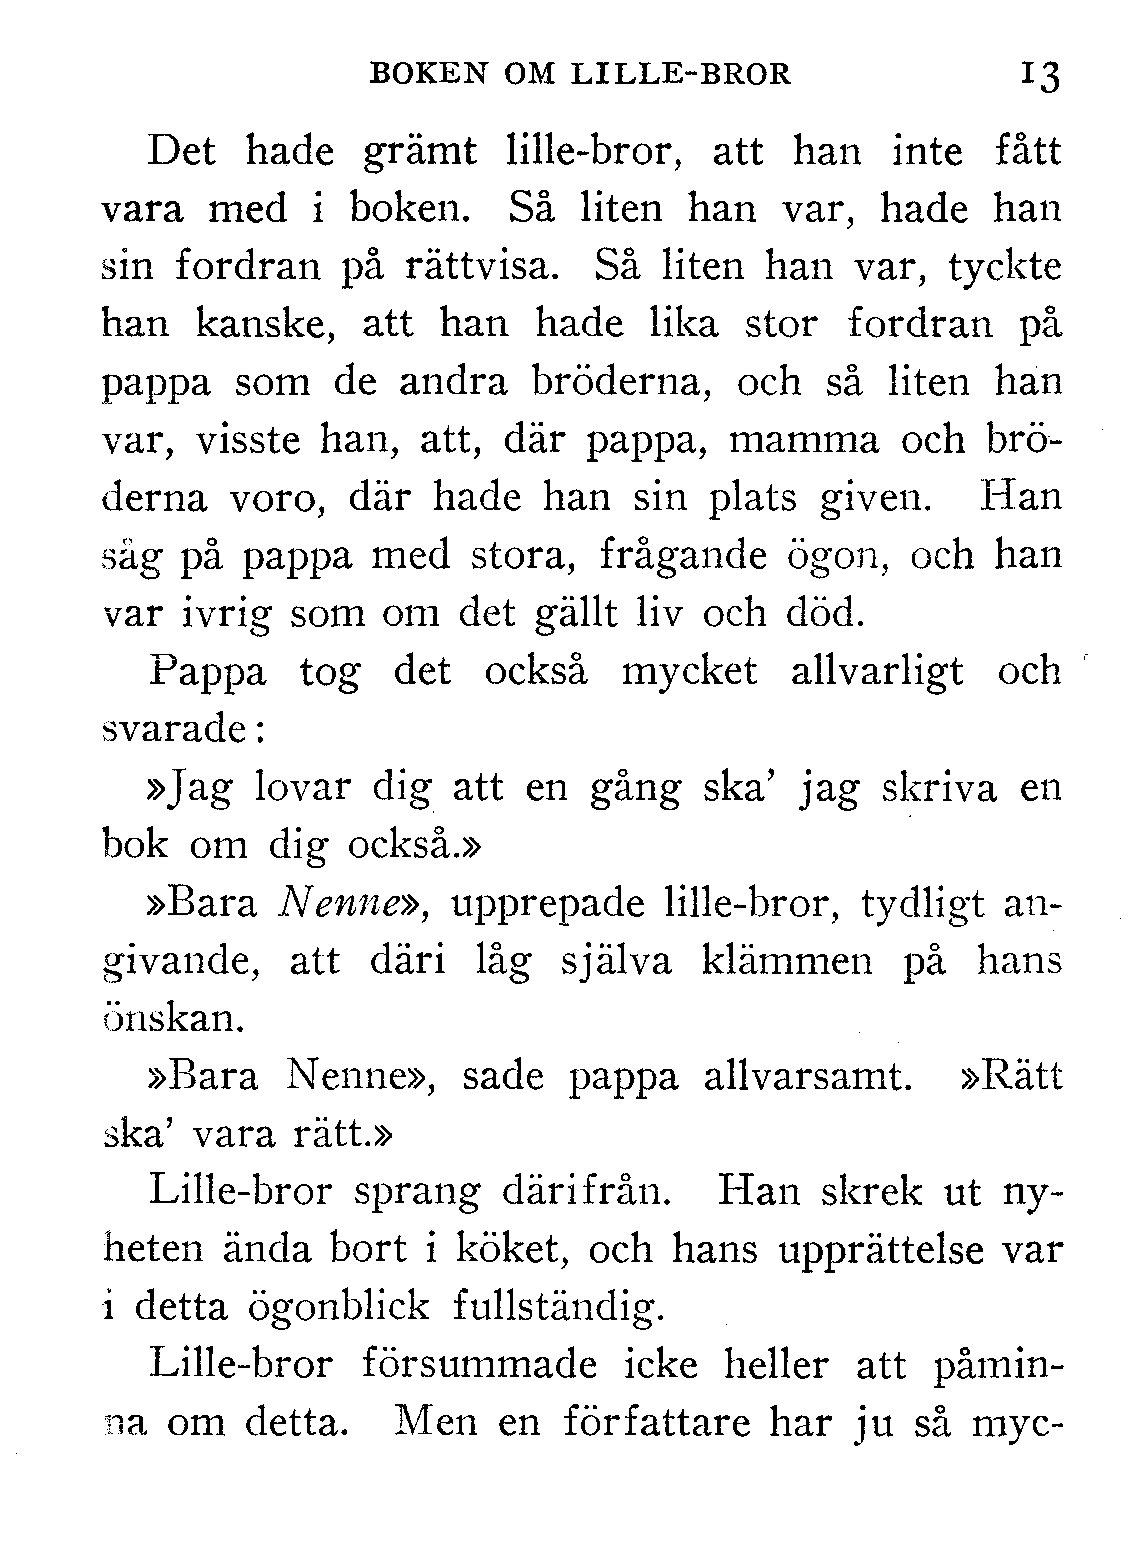 BOKEN OM LILLE-BROR 13
Det hade grämt lille-bror, att han inte fått
vara med i boken. Så liten han var, hade han
sin fordran på rättvisa. Så liten han var, tyckte
han kanske, att han hade lika stor fordran på
pappa som de andra bröderna, och så liten han
var, visste han, att, där pappa, mamma och brö-
derna voro, där hade han sin plats given. Han
såg på pappa med stora, frågande ögon, och han
var ivrig som om det gällt liv och död.
Pappa tog det också mycket allvarligt och
svarade:
»Jag lovar dig att en gång ska' jag skriva en
bok om dig också.»
»Bara Nenne», upprepade lille-bror, tydligt an-
givande, att däri låg själva klämmen på hans
önskan.
»Bara Nenne», sade pappa allvarsamt. »Rätt
ska' vara rätt.»
Lille-bror sprang därifrån. Han skrek ut ny-
heten ända bort i köket, och hans upprättelse var
i detta ögonblick fullständig.
Lille-bror försummade icke heller att påmin-
na om detta. Men en författare har ju så myc-